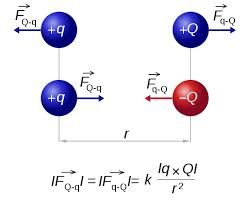 F⃗Q-q +q +Q F⃗q-Q
F⃗Q-q F⃗q-Q
+q −Q
r
|F⃗Q-q| = |F⃗q-Q| = k |q × Q| / r²